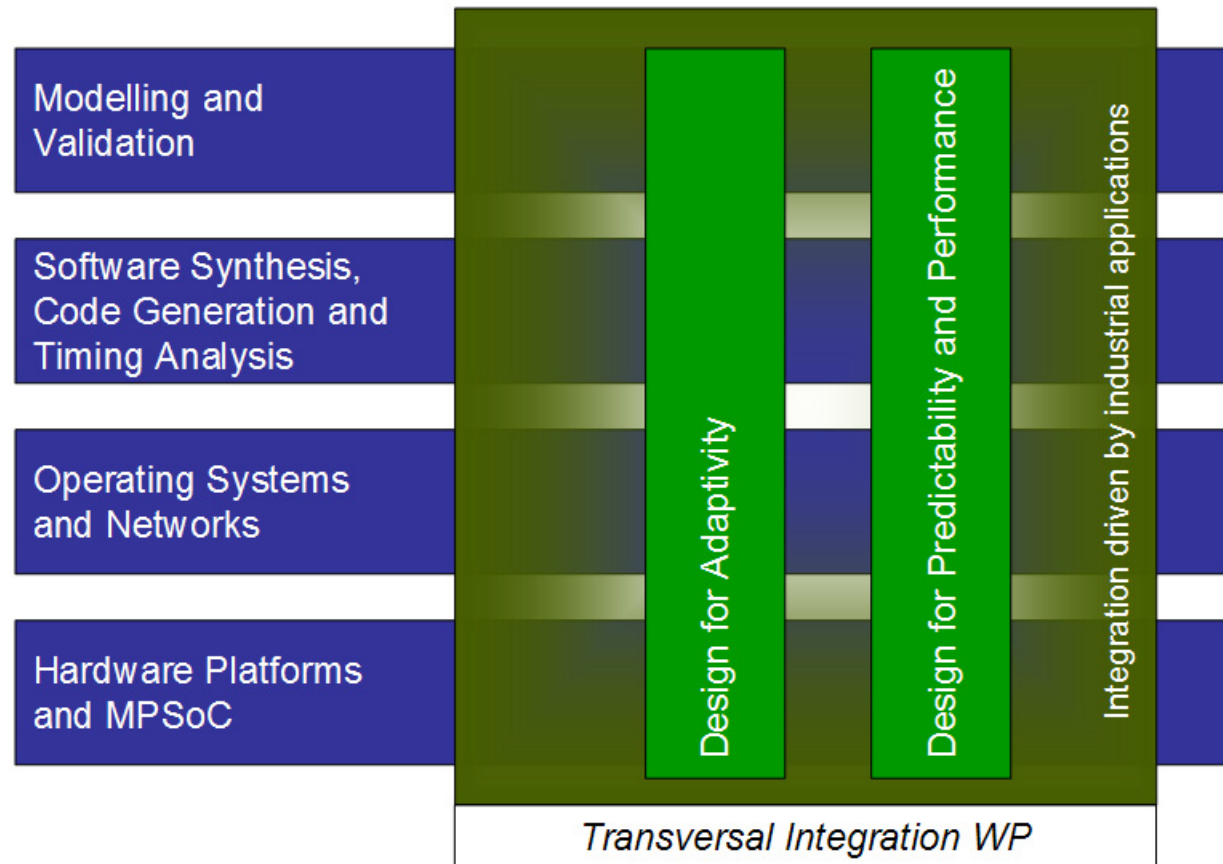 Modelling and
Validation
Software Synthesis,
Code Generation and
Timing Analysis
Operating Systems
and Networks
Hardware Platforms
and MPSoC
Design for Adaptivity
Design for Predictability and Performance
Integration driven by industrial applications
Transversal Integration WP